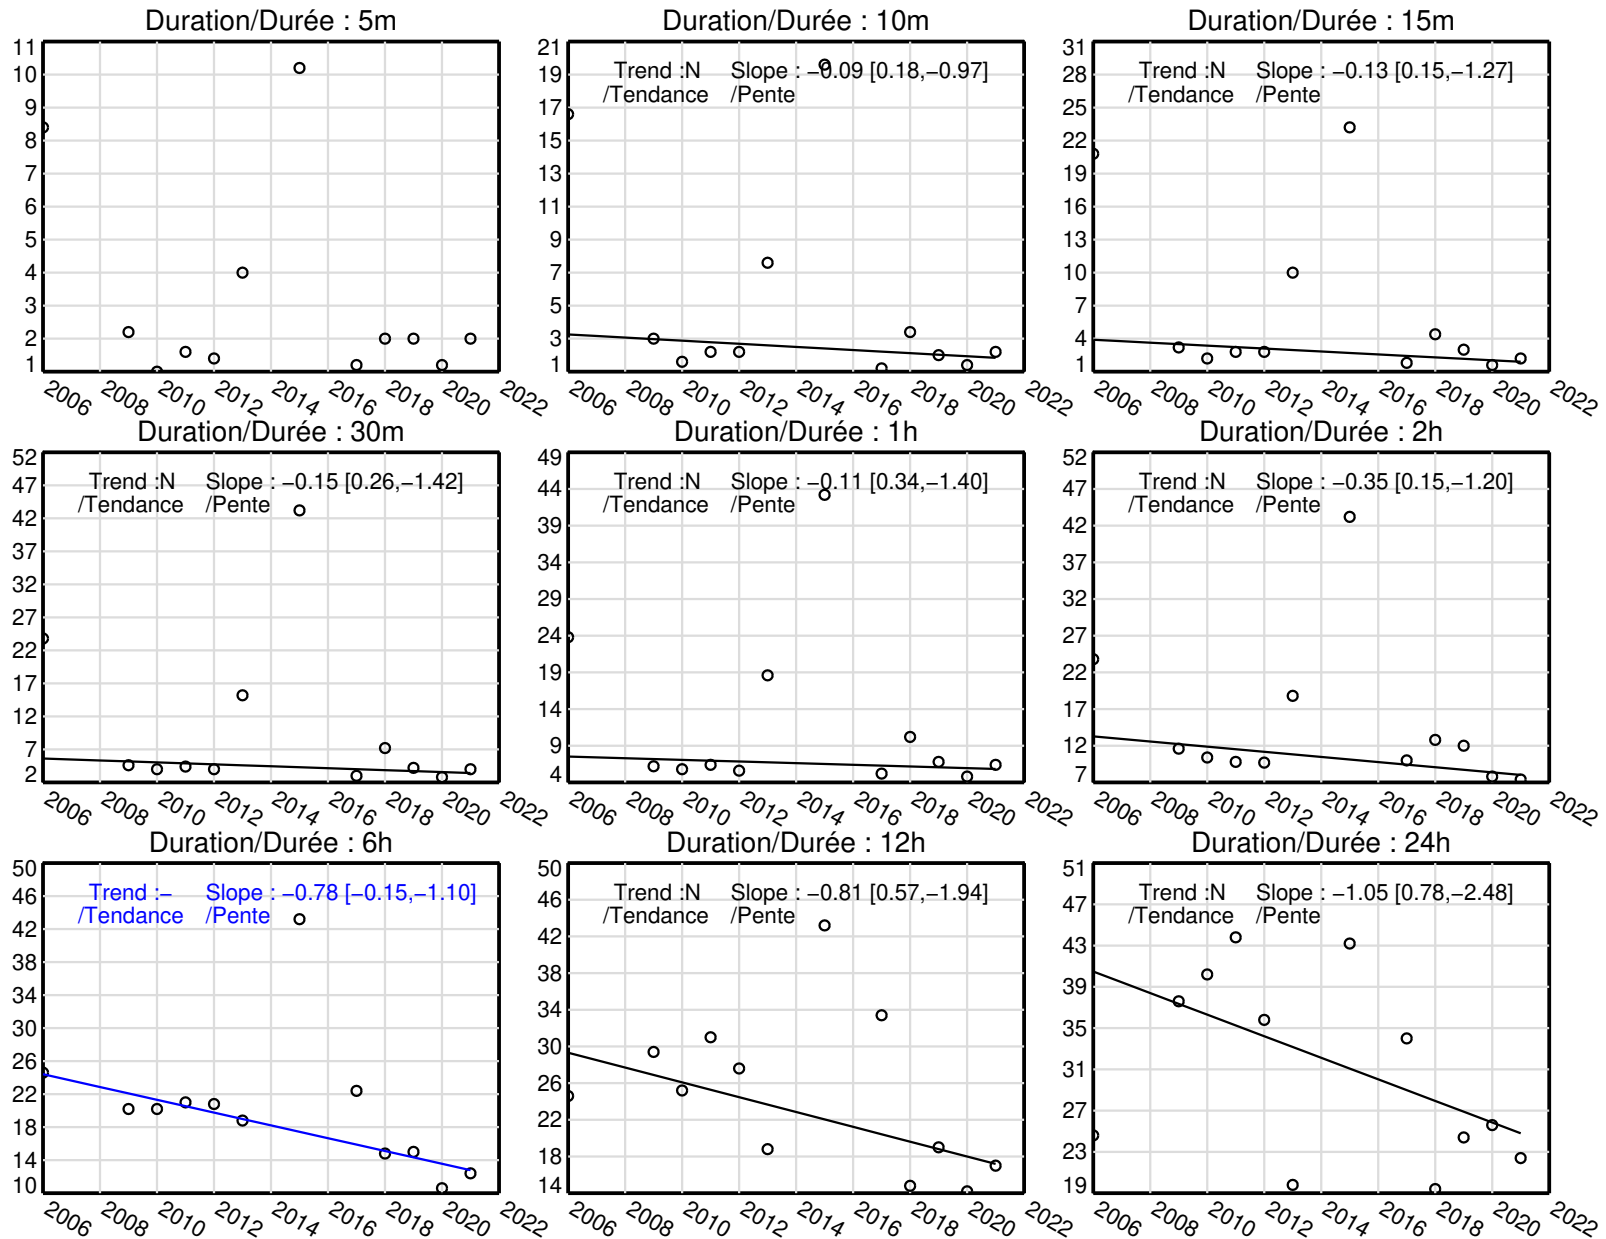 Duration/Durée : 5m
11
10
9
8
7
6
5
4
3
2
1
2006 2008 2010 2012 2014 2016 2018 2020 2022
Duration/Durée : 10m
Trend :N Slope : −0.09 [0.18,−0.97]
/Tendance /Pente
21
19
17
15
13
11
9
7
5
3
1
2006 2008 2010 2012 2014 2016 2018 2020 2022
Duration/Durée : 15m
Trend :N Slope : −0.13 [0.15,−1.27]
/Tendance /Pente
31
28
25
22
19
16
13
10
7
4
1
2006 2008 2010 2012 2014 2016 2018 2020 2022
Duration/Durée : 30m
Trend :N Slope : −0.15 [0.26,−1.42]
/Tendance /Pente
52
47
42
37
32
27
22
17
12
7
2
2006 2008 2010 2012 2014 2016 2018 2020 2022
Duration/Durée : 1h
Trend :N Slope : −0.11 [0.34,−1.40]
/Tendance /Pente
49
44
39
34
29
24
19
14
9
4
2006 2008 2010 2012 2014 2016 2018 2020 2022
Duration/Durée : 2h
Trend :N Slope : −0.35 [0.15,−1.20]
/Tendance /Pente
52
47
42
37
32
27
22
17
12
7
2006 2008 2010 2012 2014 2016 2018 2020 2022
Duration/Durée : 6h
Trend :− Slope : −0.78 [−0.15,−1.10]
/Tendance /Pente
50
46
42
38
34
30
26
22
18
14
10
2006 2008 2010 2012 2014 2016 2018 2020 2022
Duration/Durée : 12h
Trend :N Slope : −0.81 [0.57,−1.94]
/Tendance /Pente
50
46
42
38
34
30
26
22
18
14
2006 2008 2010 2012 2014 2016 2018 2020 2022
Duration/Durée : 24h
Trend :N Slope : −1.05 [0.78,−2.48]
/Tendance /Pente
51
47
43
39
35
31
27
23
19
2006 2008 2010 2012 2014 2016 2018 2020 2022